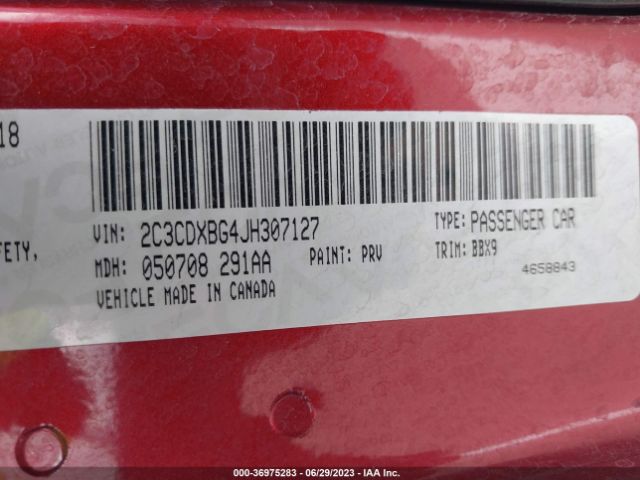 18
VIN: 2C3CDXBG4JH307127
TYPE: PASSENGER CAR
FETY,
MDH: 050708 291AA
PAINT: PRV
TRIM: BBX9
4658843
VEHICLE MADE IN CANADA
000-36975283 - 06/29/2023 - IAA Inc.